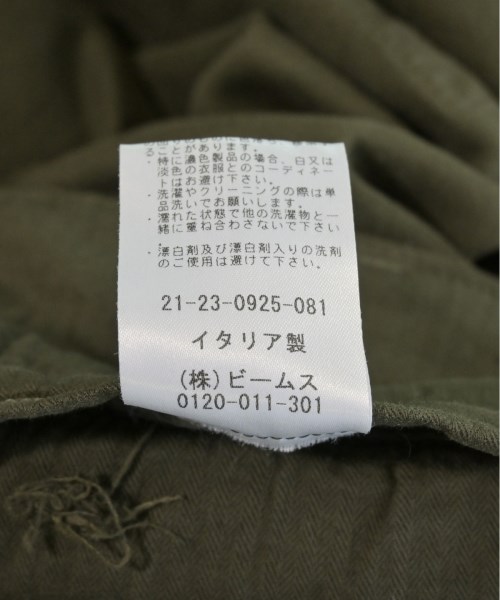 る ことがあります。
・特に濃色製品の場合、白又は
淡色の衣服とのコーディネー
トはお避け下さい。
・洗濯やクリーニングの際は単
品洗いでお願いします。
・濡れた状態で他の洗濯物と一
緒に重ね合わさないで下さい
。
・漂白剤及び漂白剤入りの洗剤
のご使用は避けて下さい。
21-23-0925-081
イタリア製
(株)ビームス
0120-011-301